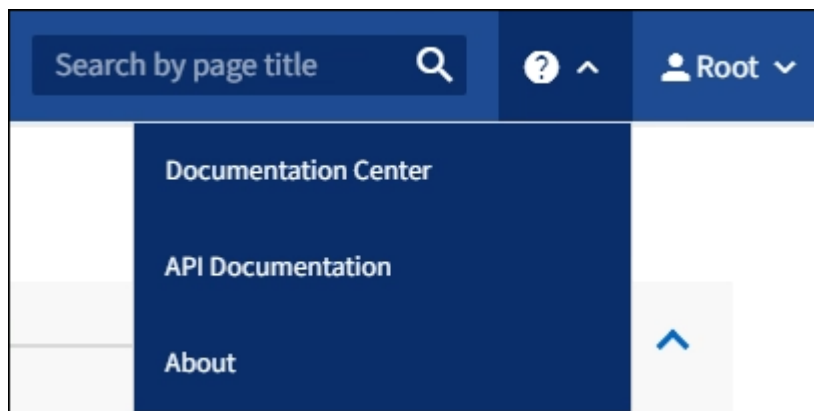 Search by page title
Root
Documentation Center
API Documentation
About